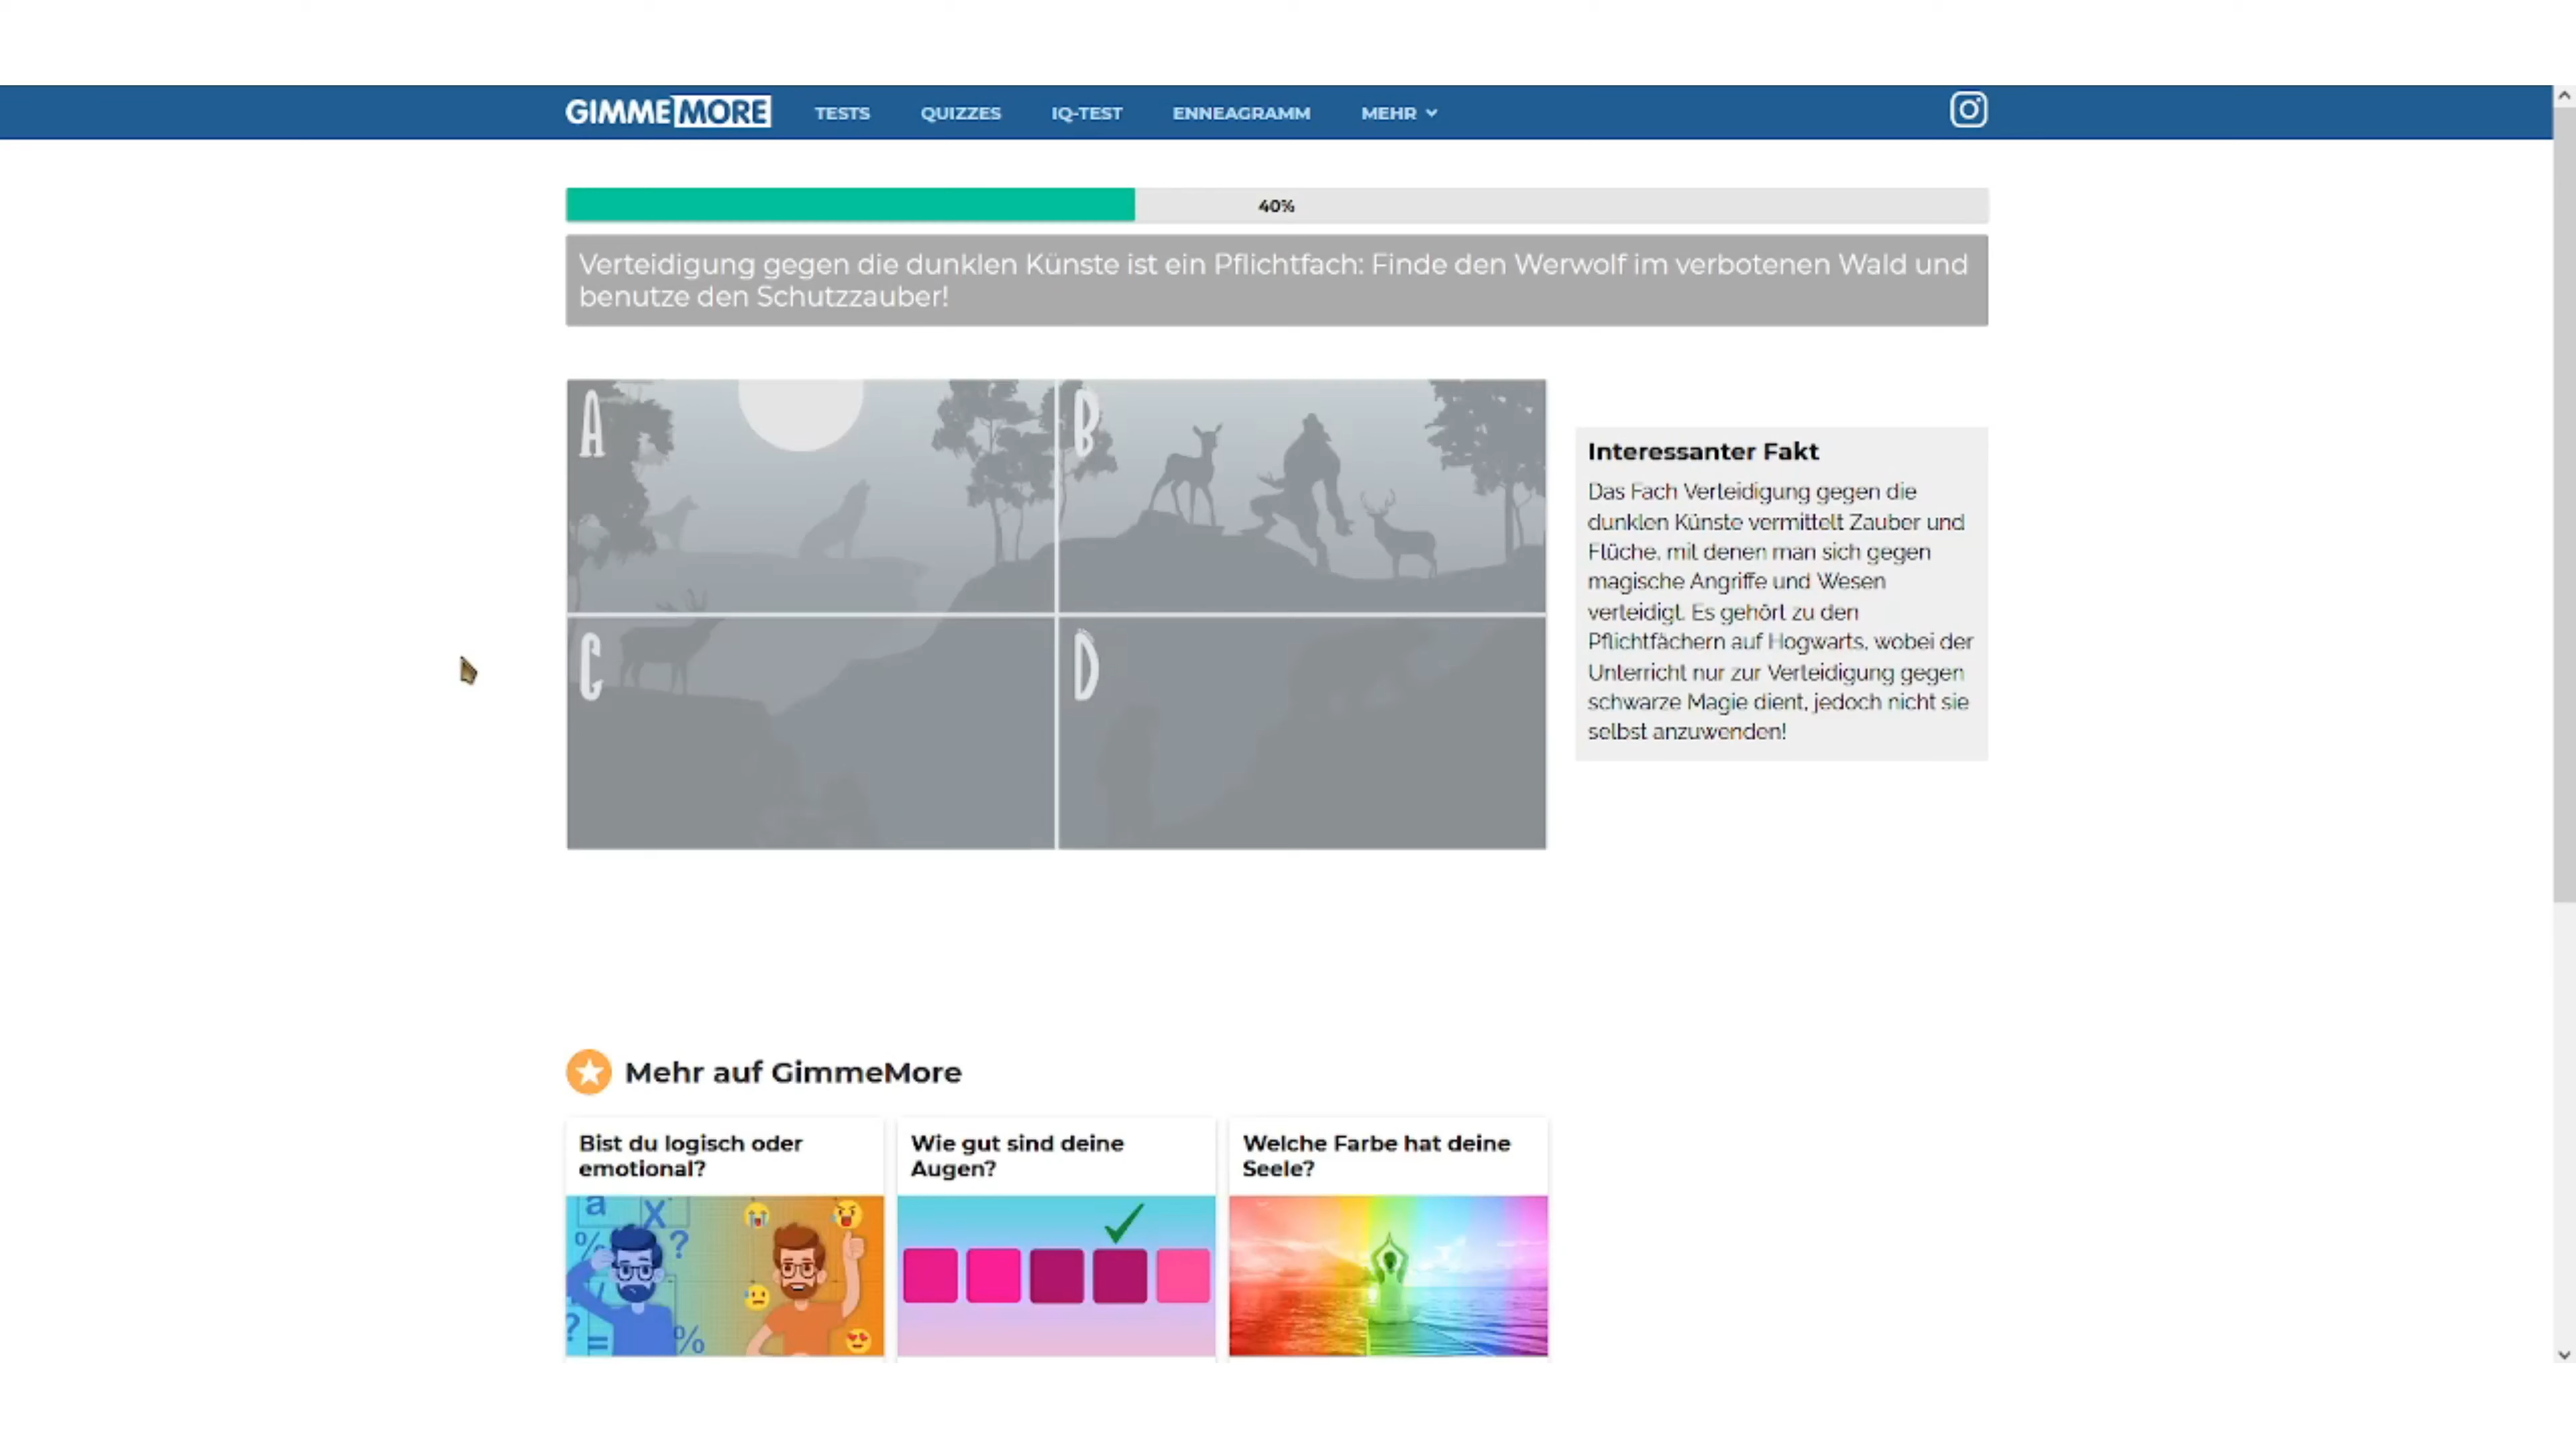 GIMMEMORE TESTS QUIZZES IQ-TEST ENNEAGRAMM MEHR
40%
Verteidigung gegen die dunklen Künste ist ein Pflichtfach: Finde den Werwolf im verbotenen Wald und
benutze den Schutzzauber!
A
B
C
D
Interessanter Fakt
Das Fach Verteidigung gegen die
dunklen Künste vermittelt Zauber und
Flüche, mit denen man sich gegen
magische Angriffe und Wesen
verteidigt. Es gehört zu den
Pflichtfächern auf Hogwarts, wobei der
Unterricht nur zur Verteidigung gegen
schwarze Magie dient, jedoch nicht sie
selbst anzuwenden!
Mehr auf GimmeMore
Bist du logisch oder
emotional?
Wie gut sind deine
Augen?
Welche Farbe hat deine
Seele?
a X
% ?
? = %